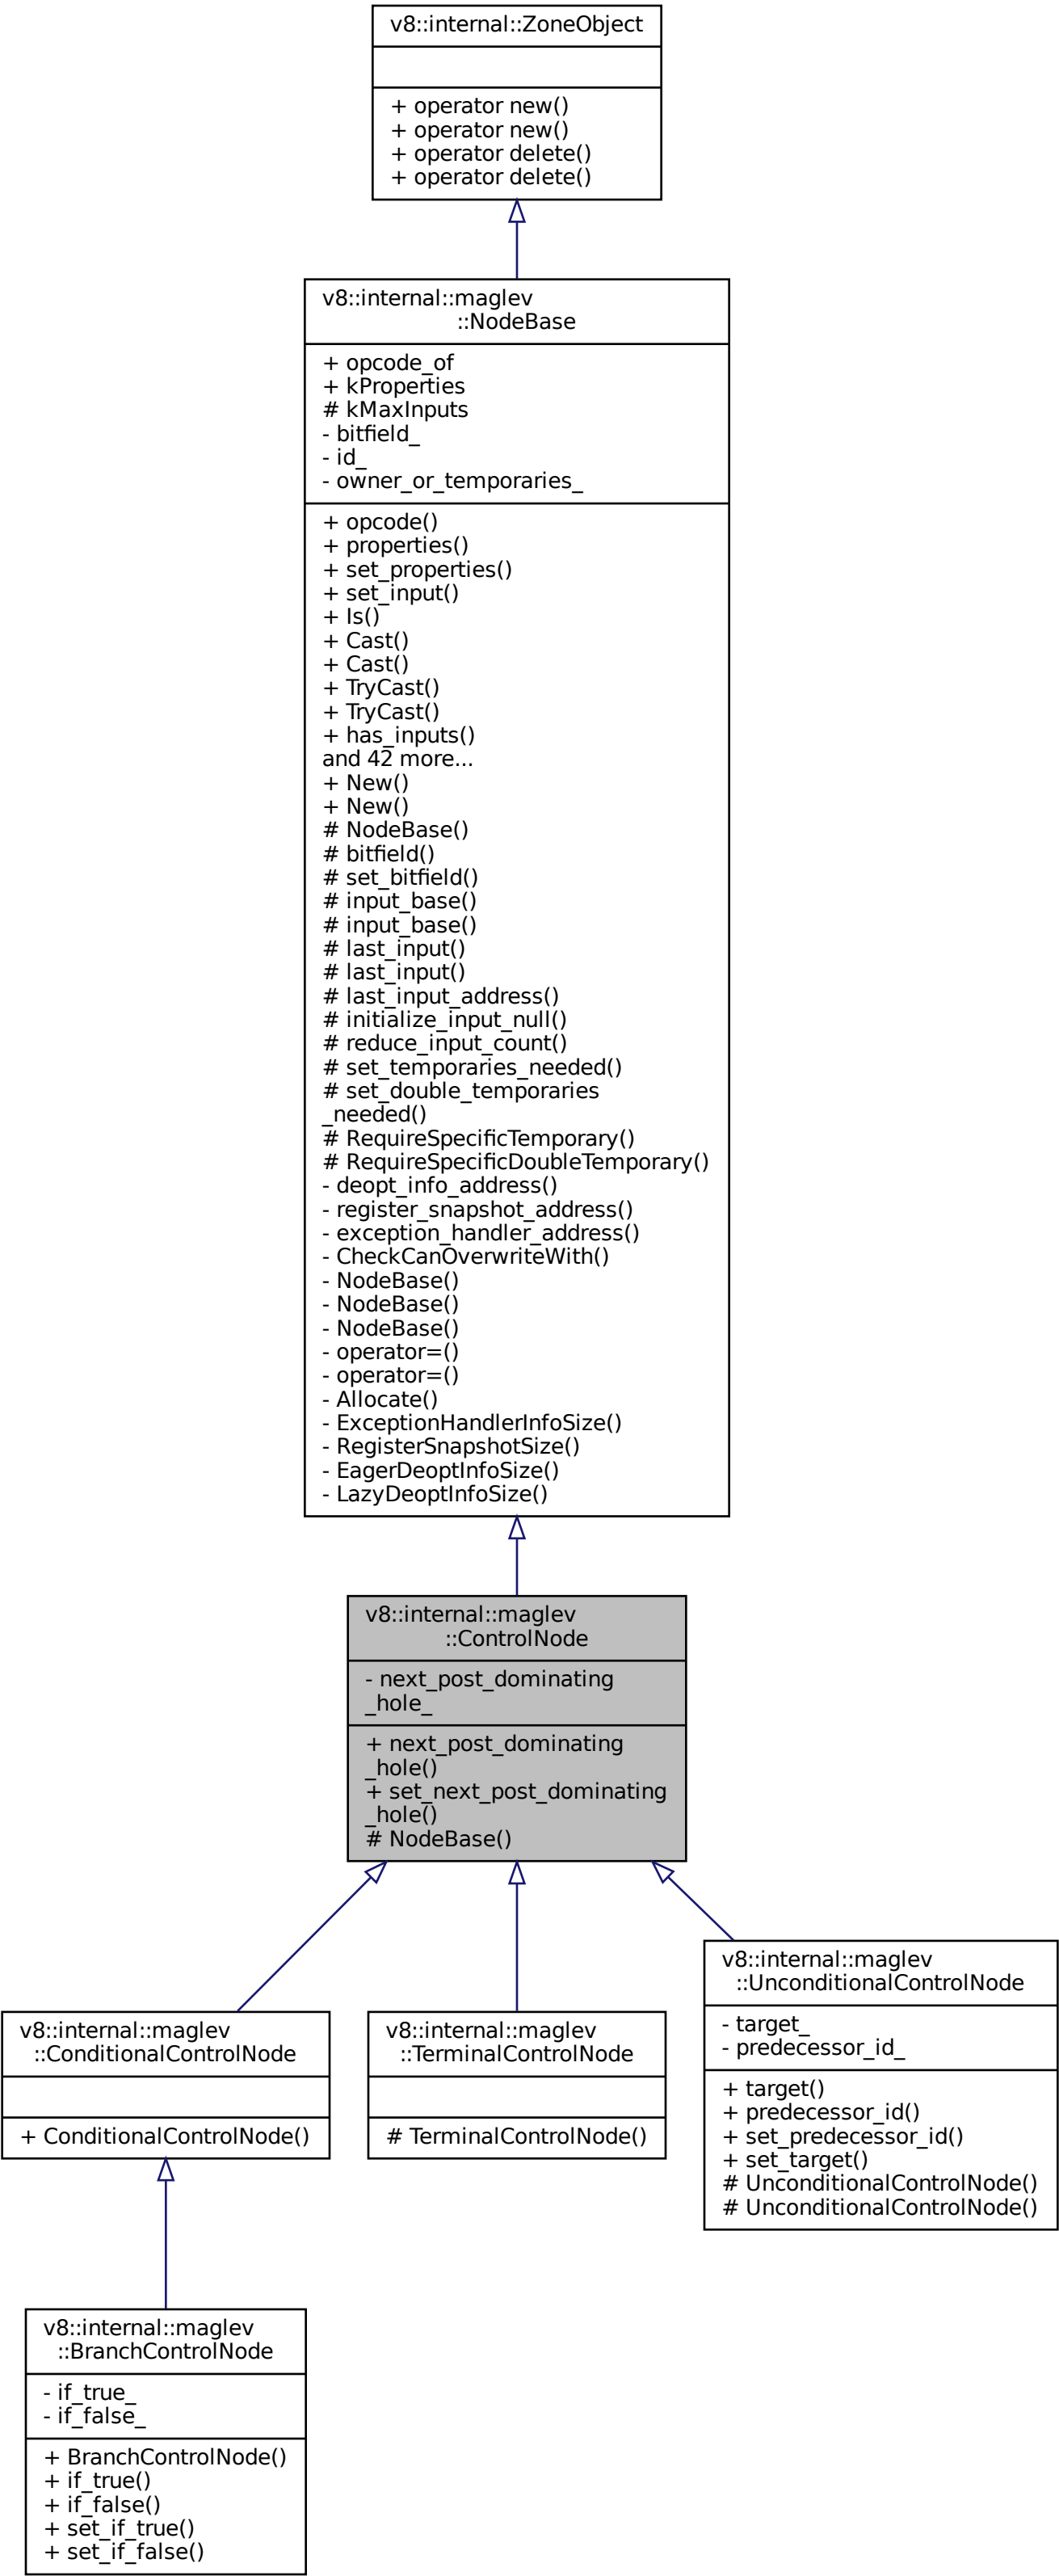 v8::internal::ZoneObject
+ operator new()
+ operator new()
+ operator delete()
+ operator delete()
v8::internal::maglev
::NodeBase
+ opcode_of
+ kProperties
# kMaxInputs
- bitfield_
- id_
- owner_or_temporaries_
+ opcode()
+ properties()
+ set_properties()
+ set_input()
+ Is()
+ Cast()
+ Cast()
+ TryCast()
+ TryCast()
+ has_inputs()
and 42 more...
+ New()
+ New()
# NodeBase()
# bitfield()
# set_bitfield()
# input_base()
# input_base()
# last_input()
# last_input()
# last_input_address()
# initialize_input_null()
# reduce_input_count()
# set_temporaries_needed()
# set_double_temporaries
_needed()
# RequireSpecificTemporary()
# RequireSpecificDoubleTemporary()
- deopt_info_address()
- register_snapshot_address()
- exception_handler_address()
- CheckCanOverwriteWith()
- NodeBase()
- NodeBase()
- NodeBase()
- operator=()
- operator=()
- Allocate()
- ExceptionHandlerInfoSize()
- RegisterSnapshotSize()
- EagerDeoptInfoSize()
- LazyDeoptInfoSize()
v8::internal::maglev
::ControlNode
- next_post_dominating
_hole_
+ next_post_dominating
_hole()
+ set_next_post_dominating
_hole()
# NodeBase()
v8::internal::maglev
::ConditionalControlNode
+ ConditionalControlNode()
v8::internal::maglev
::TerminalControlNode
# TerminalControlNode()
v8::internal::maglev
::UnconditionalControlNode
- target_
- predecessor_id_
+ target()
+ predecessor_id()
+ set_predecessor_id()
+ set_target()
# UnconditionalControlNode()
# UnconditionalControlNode()
v8::internal::maglev
::BranchControlNode
- if_true_
- if_false_
+ BranchControlNode()
+ if_true()
+ if_false()
+ set_if_true()
+ set_if_false()